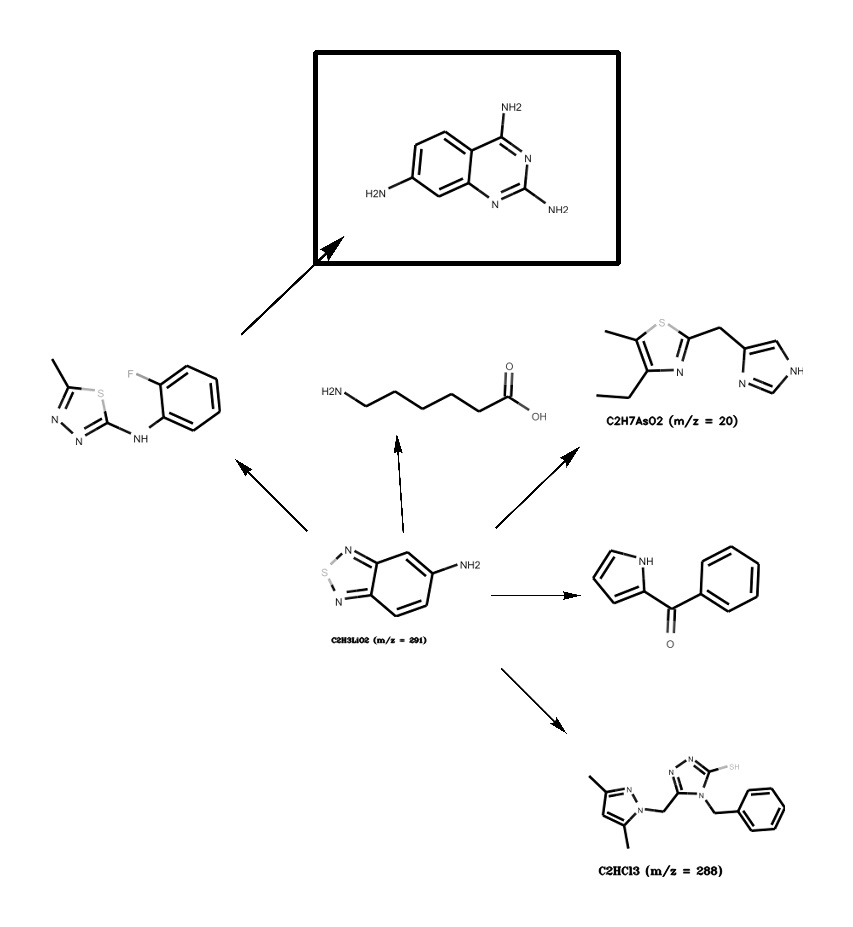 NH2
N
H2N
N
NH2
S
N
NH
N
C2H7AsO2 (m/z = 20)
F
S
N
N
NH
H2N
O
OH
N
S
N
NH2
C2H3LiO2 (m/z = 291)
NH
O
N
N
SH
N
N
N
C2HCl3 (m/z = 288)